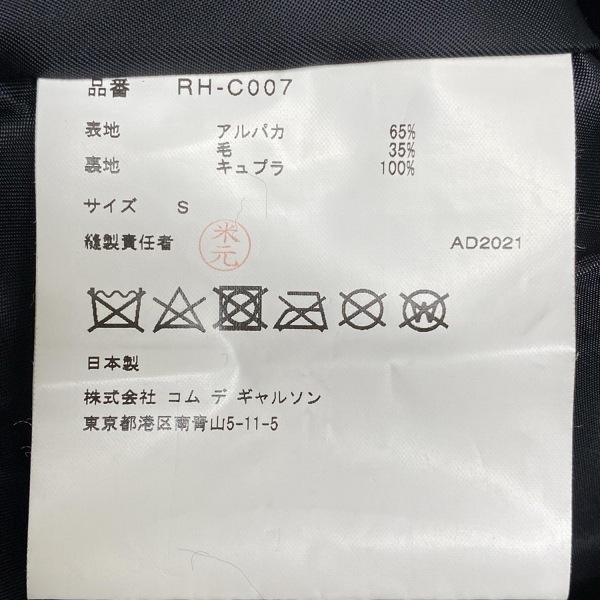 品番 RH-C007
表地 アルパカ 65%
毛 35%
裏地 キュプラ 100%
サイズ S
縫製責任者 米元 AD2021
W
日本製
株式会社 コム デ ギャルソン
東京都港区南青山5-11-5